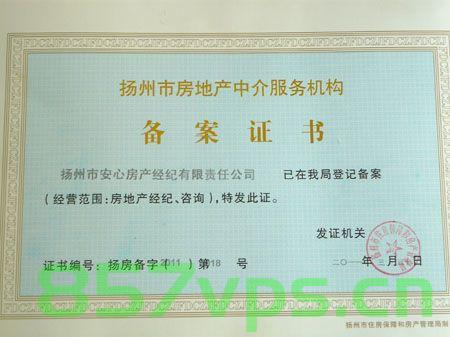 扬州市房地产中介服务机构
备案证书
扬州市安心房产经纪有限责任公司 已在我局登记备案
(经营范围:房地产经纪、咨询),特发此证。
发证机关
证书编号:扬房备字(2011)第018号
二〇一一年 月 日
857vps.cn
扬州市住房保障和房产管理局制